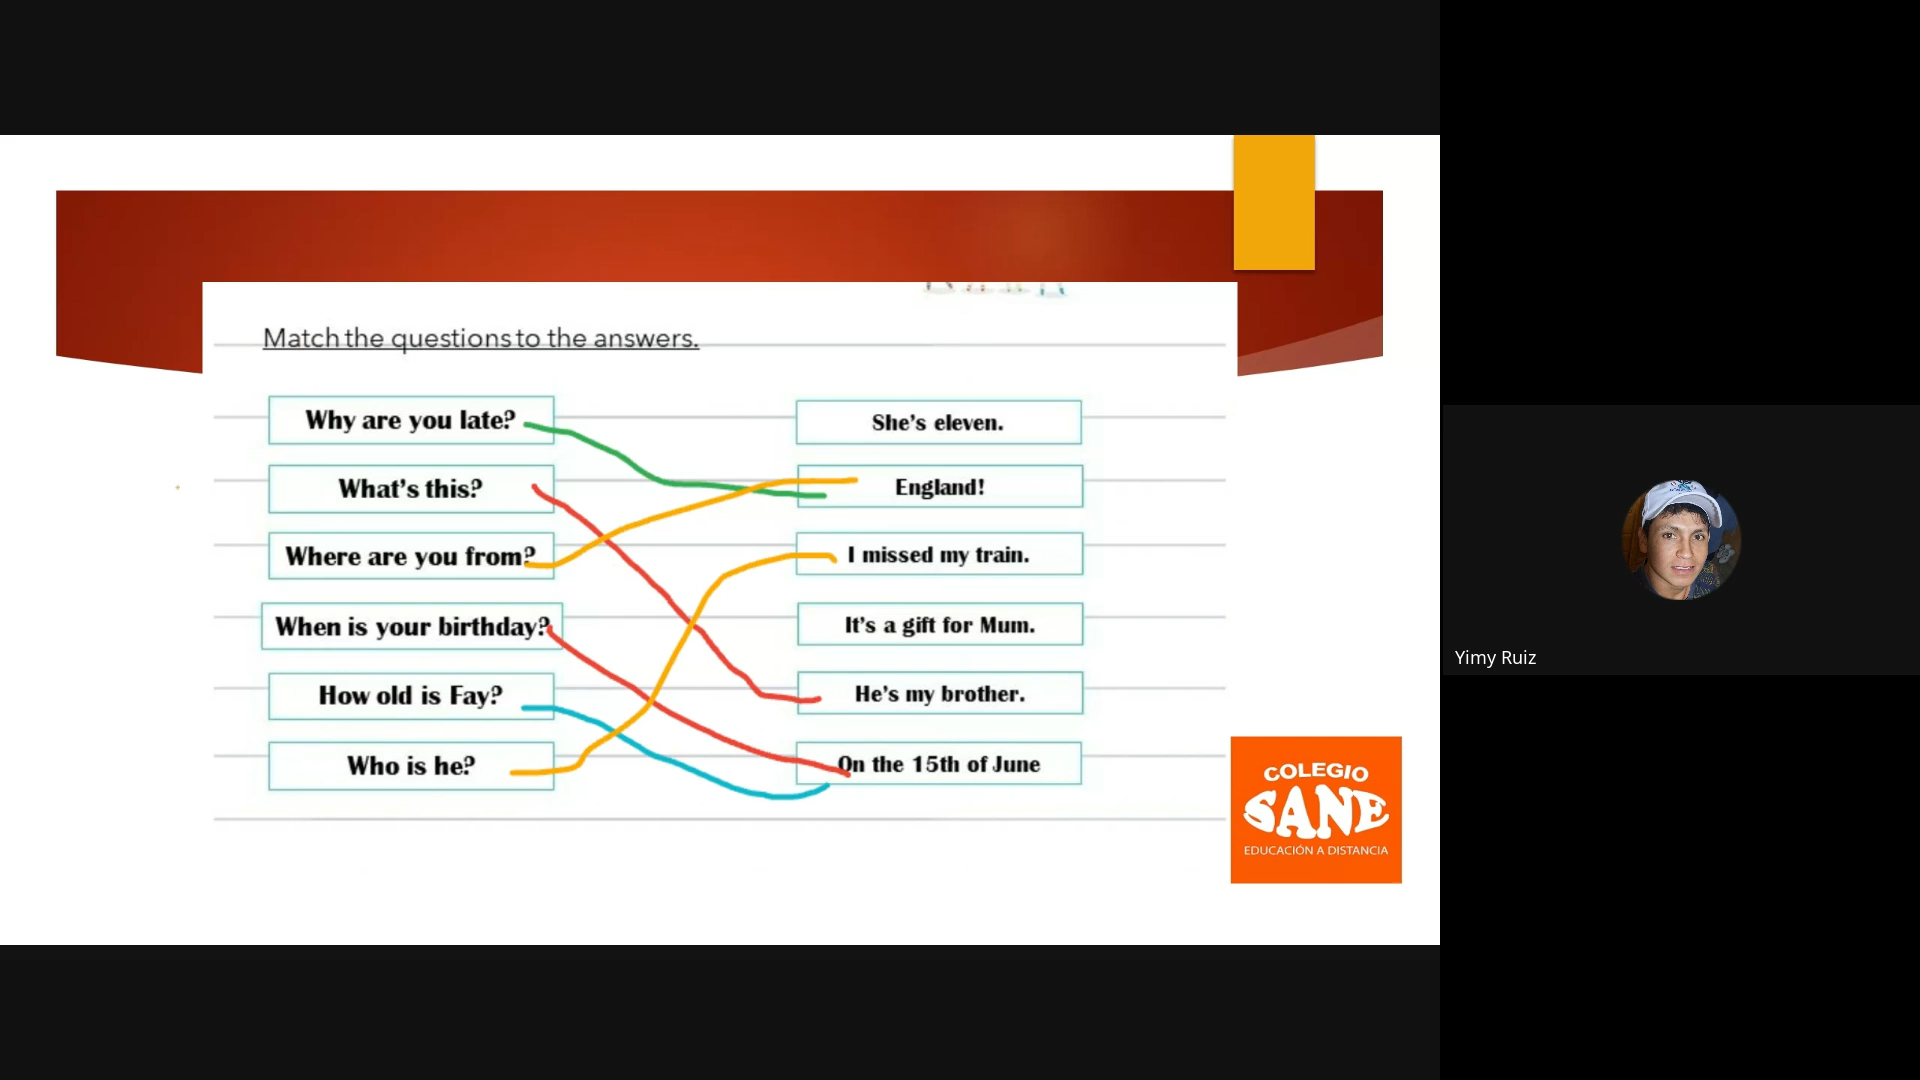 Match the questions to the answers.
Why are you late?
She's eleven.
What's this?
England!
Where are you from?
I missed my train.
When is your birthday?
It's a gift for Mum.
How old is Fay?
He's my brother.
Who is he?
On the 15th of June
COLEGIO
SANE
EDUCACIÓN A DISTANCIA
Yimy Ruiz